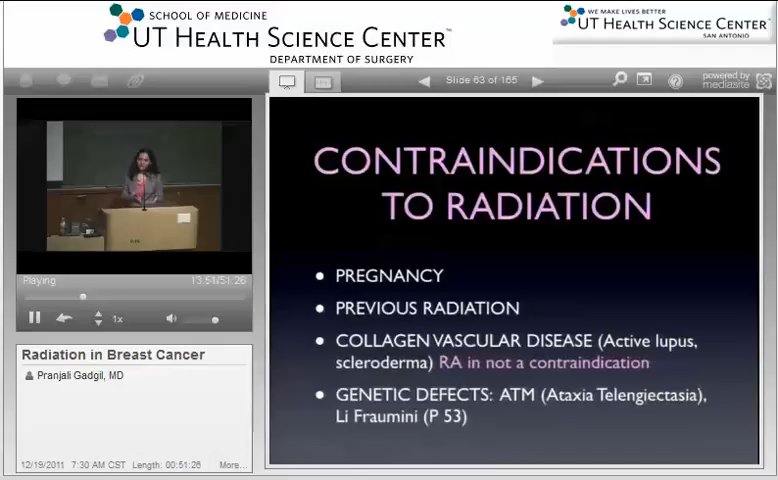 SCHOOL OF MEDICINE
UT HEALTH SCIENCE CENTER™
DEPARTMENT OF SURGERY
WE MAKE LIVES BETTER
UT HEALTH SCIENCE CENTER
SAN ANTONIO
Slide 63 of 165
powered by
mediasite
CONTRAINDICATIONS
TO RADIATION
• PREGNANCY
• PREVIOUS RADIATION
• COLLAGEN VASCULAR DISEASE (Active lupus,
scleroderma) RA in not a contraindication
• GENETIC DEFECTS: ATM (Ataxia Telengiectasia),
Li Fraumini (P 53)
Playing
13:51/51:26
1x
Radiation in Breast Cancer
Pranjali Gadgil, MD
12/19/2011 7:30 AM CST Length: 00:51:26 More...